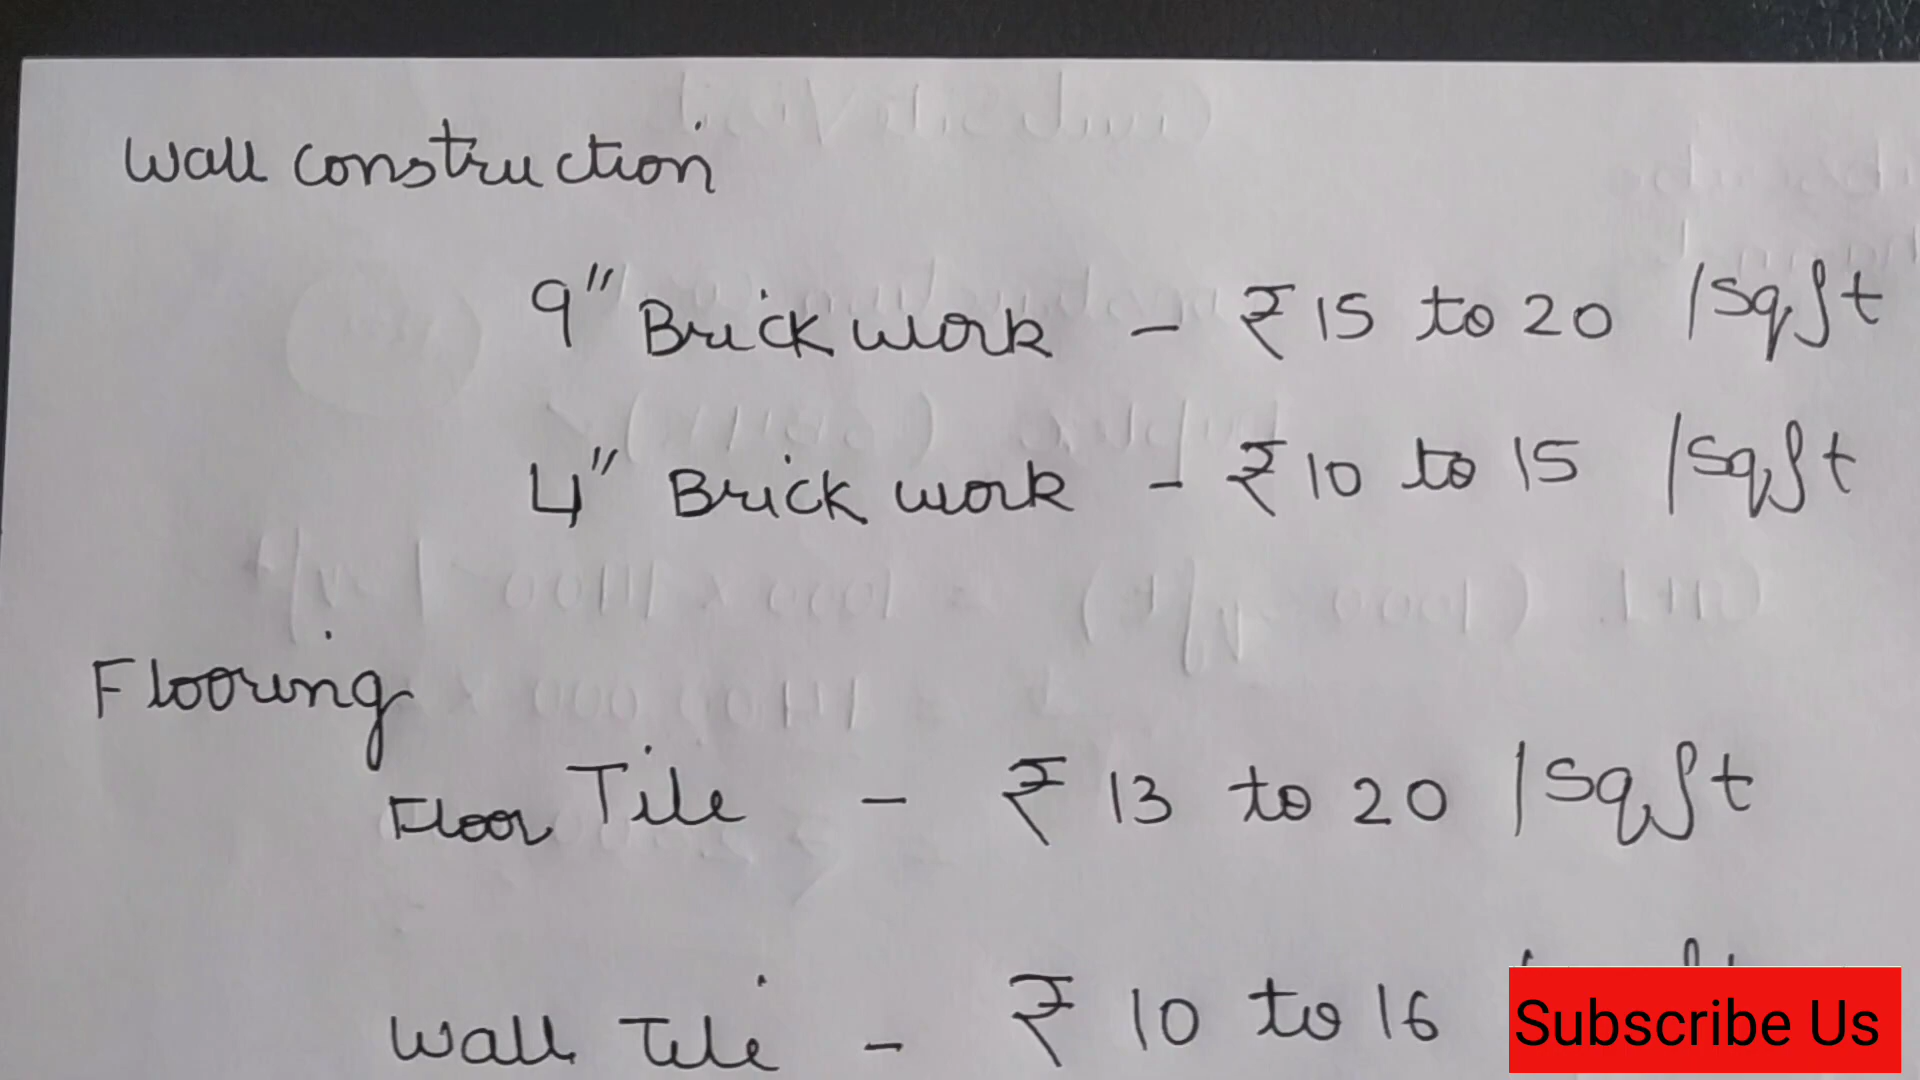 Wall construction
9" Brick work - ₹ 15 to 20 /Sqft
4" Brick work - ₹ 10 to 15 /Sqft
Flooring
Floor Tile - ₹ 13 to 20 /Sqft
Wall Tile - ₹ 10 to 16
Subscribe Us